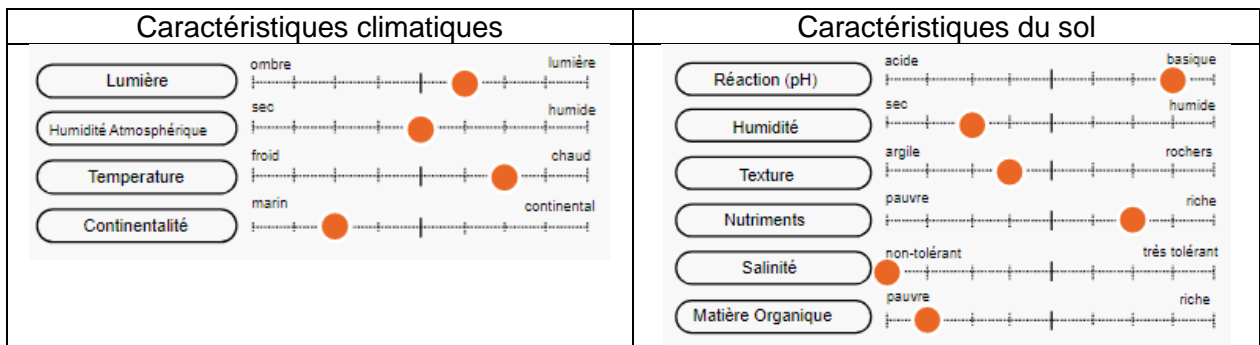 Caractéristiques climatiques
ombre lumière
Lumière
sec humide
Humidité Atmosphérique
froid chaud
Temperature
marin continental
Continentalité
Caractéristiques du sol
acide basique
Réaction (pH)
sec humide
Humidité
argile rochers
Texture
pauvre riche
Nutriments
non-tolérant très tolérant
Salinité
pauvre riche
Matière Organique